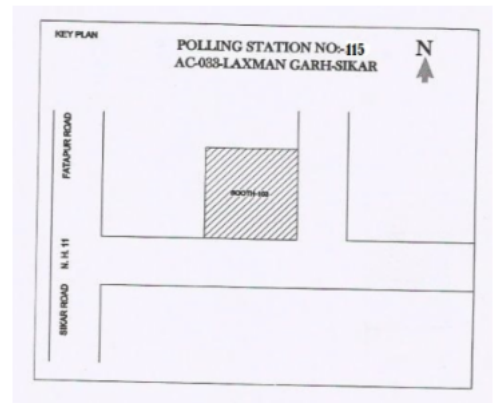 KEY PLAN
POLLING STATION NO:-115
AC-033-LAXMAN GARH-SIKAR
N
FATAPUR ROAD
N. H. 11
SIKAR ROAD